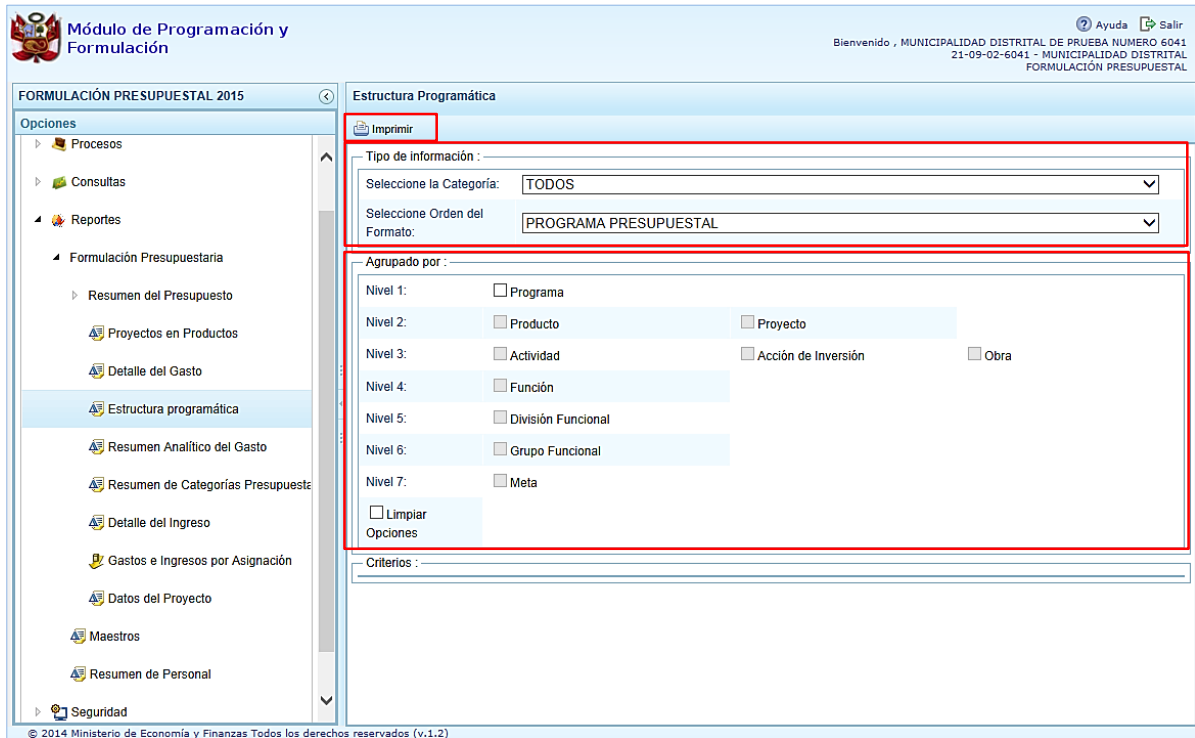 Módulo de Programación y
Formulación
Ayuda Salir
Bienvenido , MUNICIPALIDAD DISTRITAL DE PRUEBA NUMERO 6041
21-09-02-6041 - MUNICIPALIDAD DISTRITAL
FORMULACIÓN PRESUPUESTAL
FORMULACIÓN PRESUPUESTAL 2015
Opciones
Procesos
Consultas
Reportes
Formulación Presupuestaria
Resumen del Presupuesto
Proyectos en Productos
Detalle del Gasto
Estructura programática
Resumen Analítico del Gasto
Resumen de Categorías Presupuesta
Detalle del Ingreso
Gastos e Ingresos por Asignación
Datos del Proyecto
Maestros
Resumen de Personal
Seguridad
Estructura Programática
Imprimir
Tipo de información :
Seleccione la Categoría: TODOS
Seleccione Orden del
Formato: PROGRAMA PRESUPUESTAL
Agrupado por :
Nivel 1: Programa
Nivel 2: Producto Proyecto
Nivel 3: Actividad Acción de Inversión Obra
Nivel 4: Función
Nivel 5: División Funcional
Nivel 6: Grupo Funcional
Nivel 7: Meta
Limpiar
Opciones
Criterios :
© 2014 Ministerio de Economía y Finanzas Todos los derechos reservados (v.1.2)